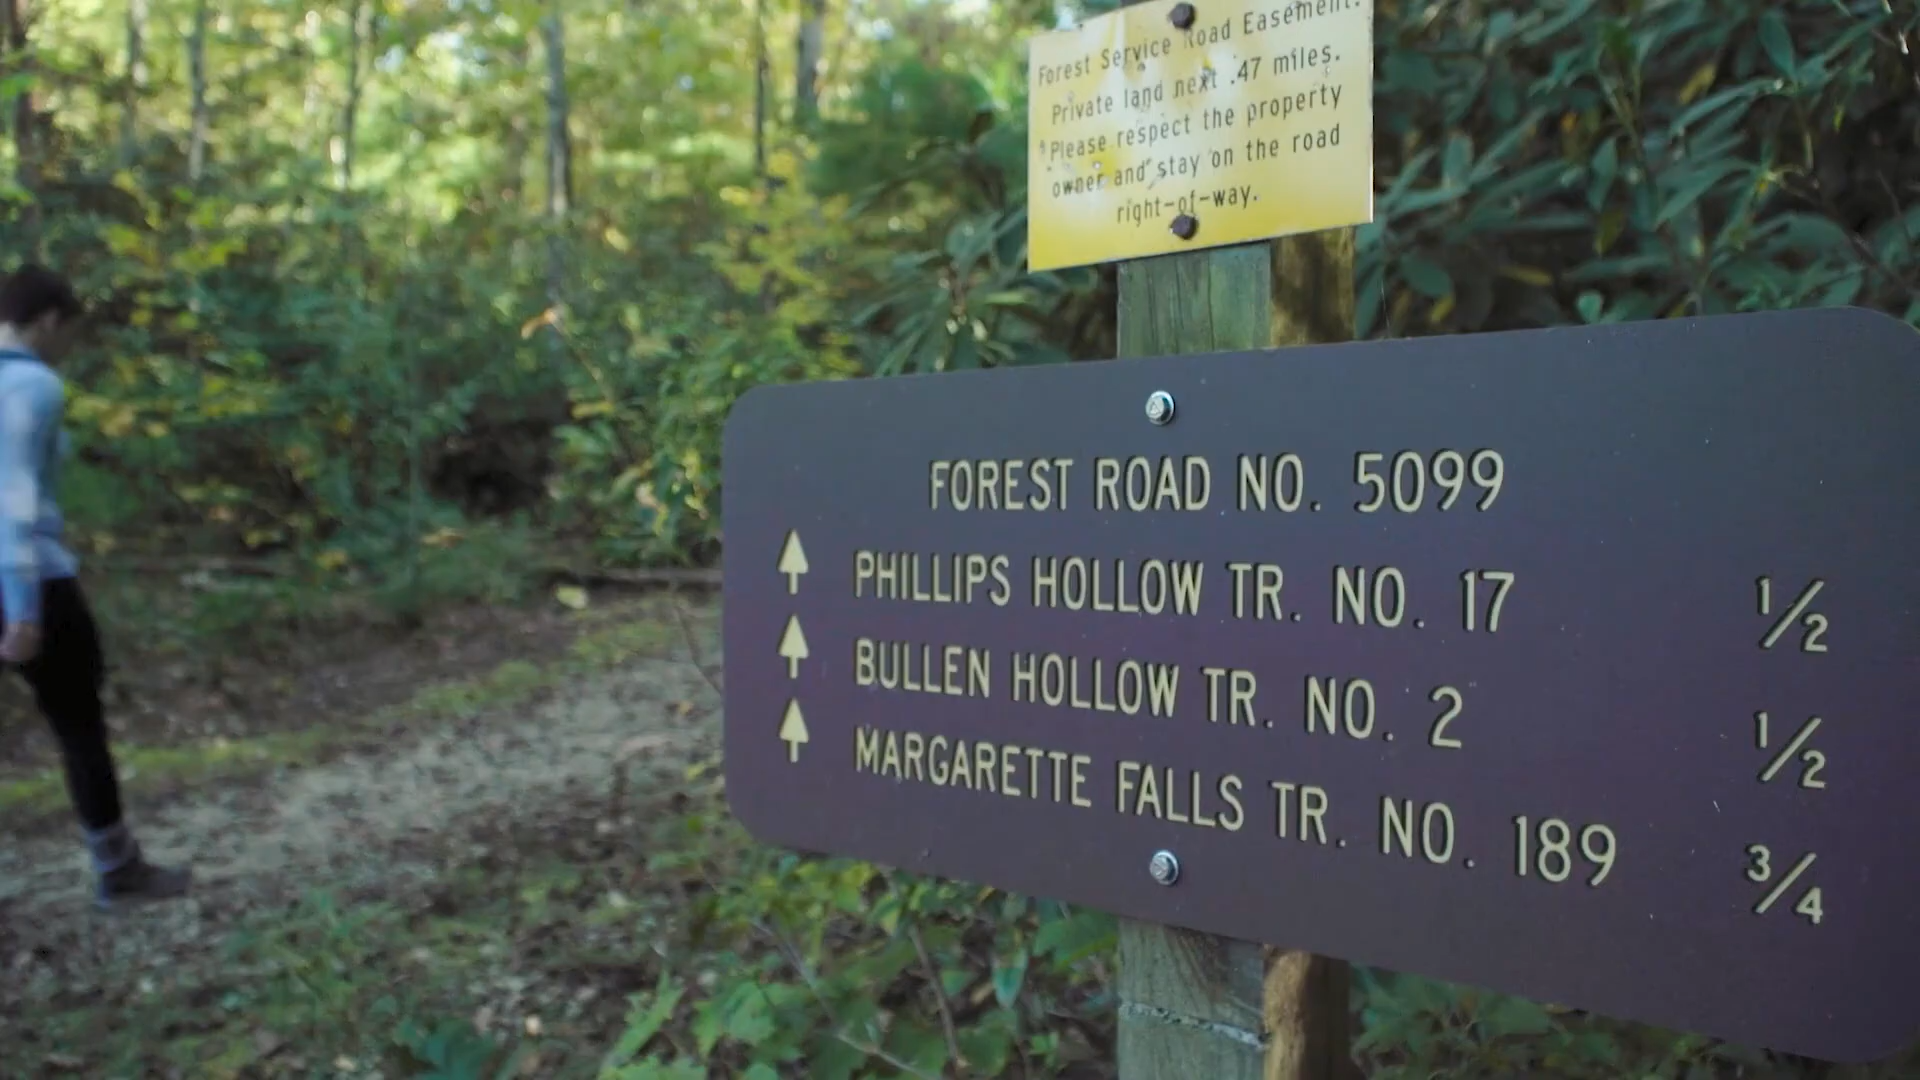 Forest Service Road Easement.
Private land next .47 miles.
Please respect the property
owner and stay on the road
right-of-way.
FOREST ROAD NO. 5099
PHILLIPS HOLLOW TR. NO. 17 1/2
BULLEN HOLLOW TR. NO. 2 1/2
MARGARETTE FALLS TR. NO. 189 3/4